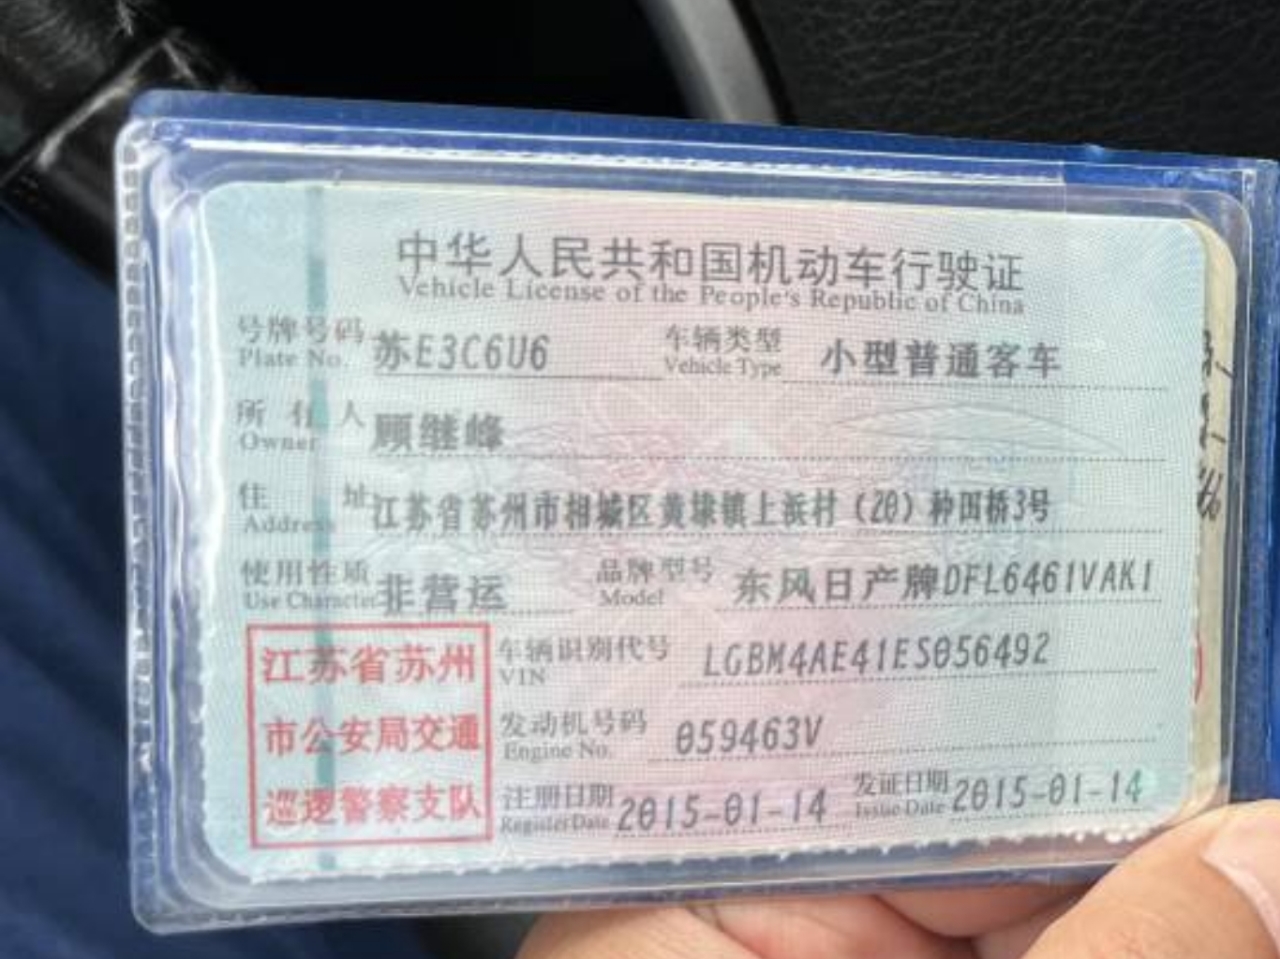 中华人民共和国机动车行驶证
Vehicle License of the People's Republic of China
号牌号码 苏E3C6U6 车辆类型 小型普通客车
Plate No. Vehicle Type
所有人 顾继峰
Owner
住址 江苏省苏州市相城区黄埭镇上浜村（20）种田桥3号
Address
使用性质 非营运 品牌型号 东风日产牌DFL6461VAK1
Use Character Model
江苏省苏州
市公安局交通
巡逻警察支队
车辆识别代号 LGBM4AE41ES056492
VIN
发动机号码 059463V
Engine No.
注册日期 2015-01-14 发证日期 2015-01-14
Register Date Issue Date